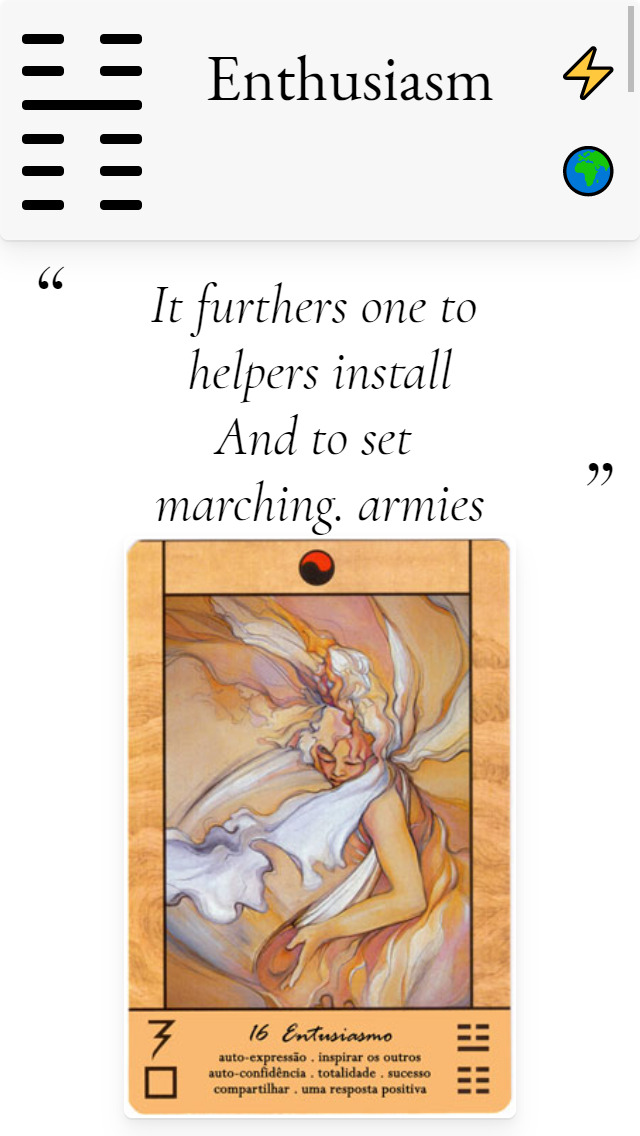 Enthusiasm
“
It furthers one to
helpers install
And to set
marching. armies
”
16 Entusiasmo
auto-expressão . inspirar os outros
auto-confidência . totalidade . sucesso
compartilhar . uma resposta positiva